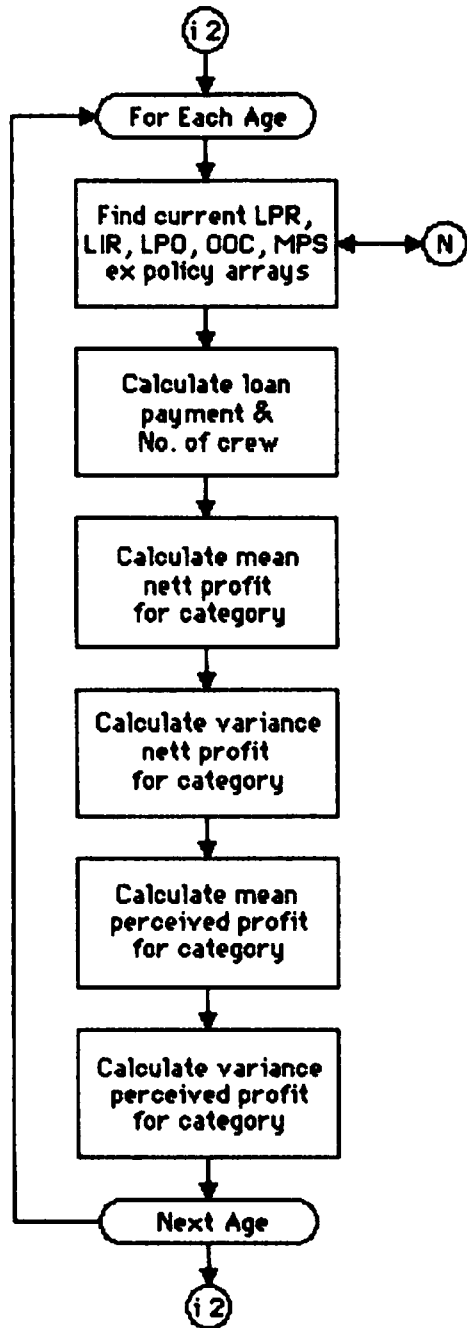 i 2
For Each Age
Find current LPR,
LIR, LPO, OOC, MPS
ex policy arrays
N
Calculate loan
payment &
No. of crew
Calculate mean
nett profit
for category
Calculate variance
nett profit
for category
Calculate mean
perceived profit
for category
Calculate variance
perceived profit
for category
Next Age
i 2